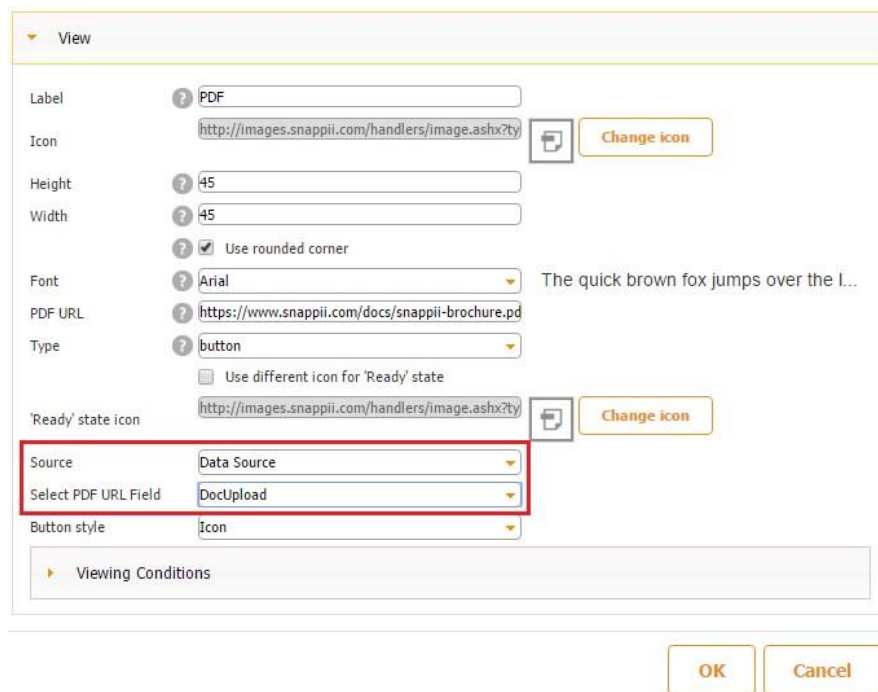 View
Label ? PDF
Icon http://images.snappii.com/handlers/image.ashx?ty Change icon
Height ? 45
Width ? 45
? Use rounded corner
Font ? Arial The quick brown fox jumps over the l...
PDF URL ? https://www.snappii.com/docs/snappii-brochure.pd
Type ? button
Use different icon for 'Ready' state
'Ready' state icon http://images.snappii.com/handlers/image.ashx?ty Change icon
Source Data Source
Select PDF URL Field DocUpload
Button style Icon
Viewing Conditions
OK Cancel